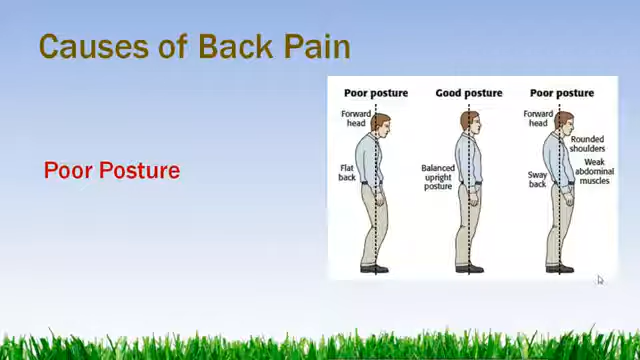 Causes of Back Pain
Poor Posture
Poor posture
Forward
head
Flat
back
Good posture
Balanced
upright
posture
Poor posture
Forward
head
Rounded
shoulders
Sway
back
Weak
abdominal
muscles